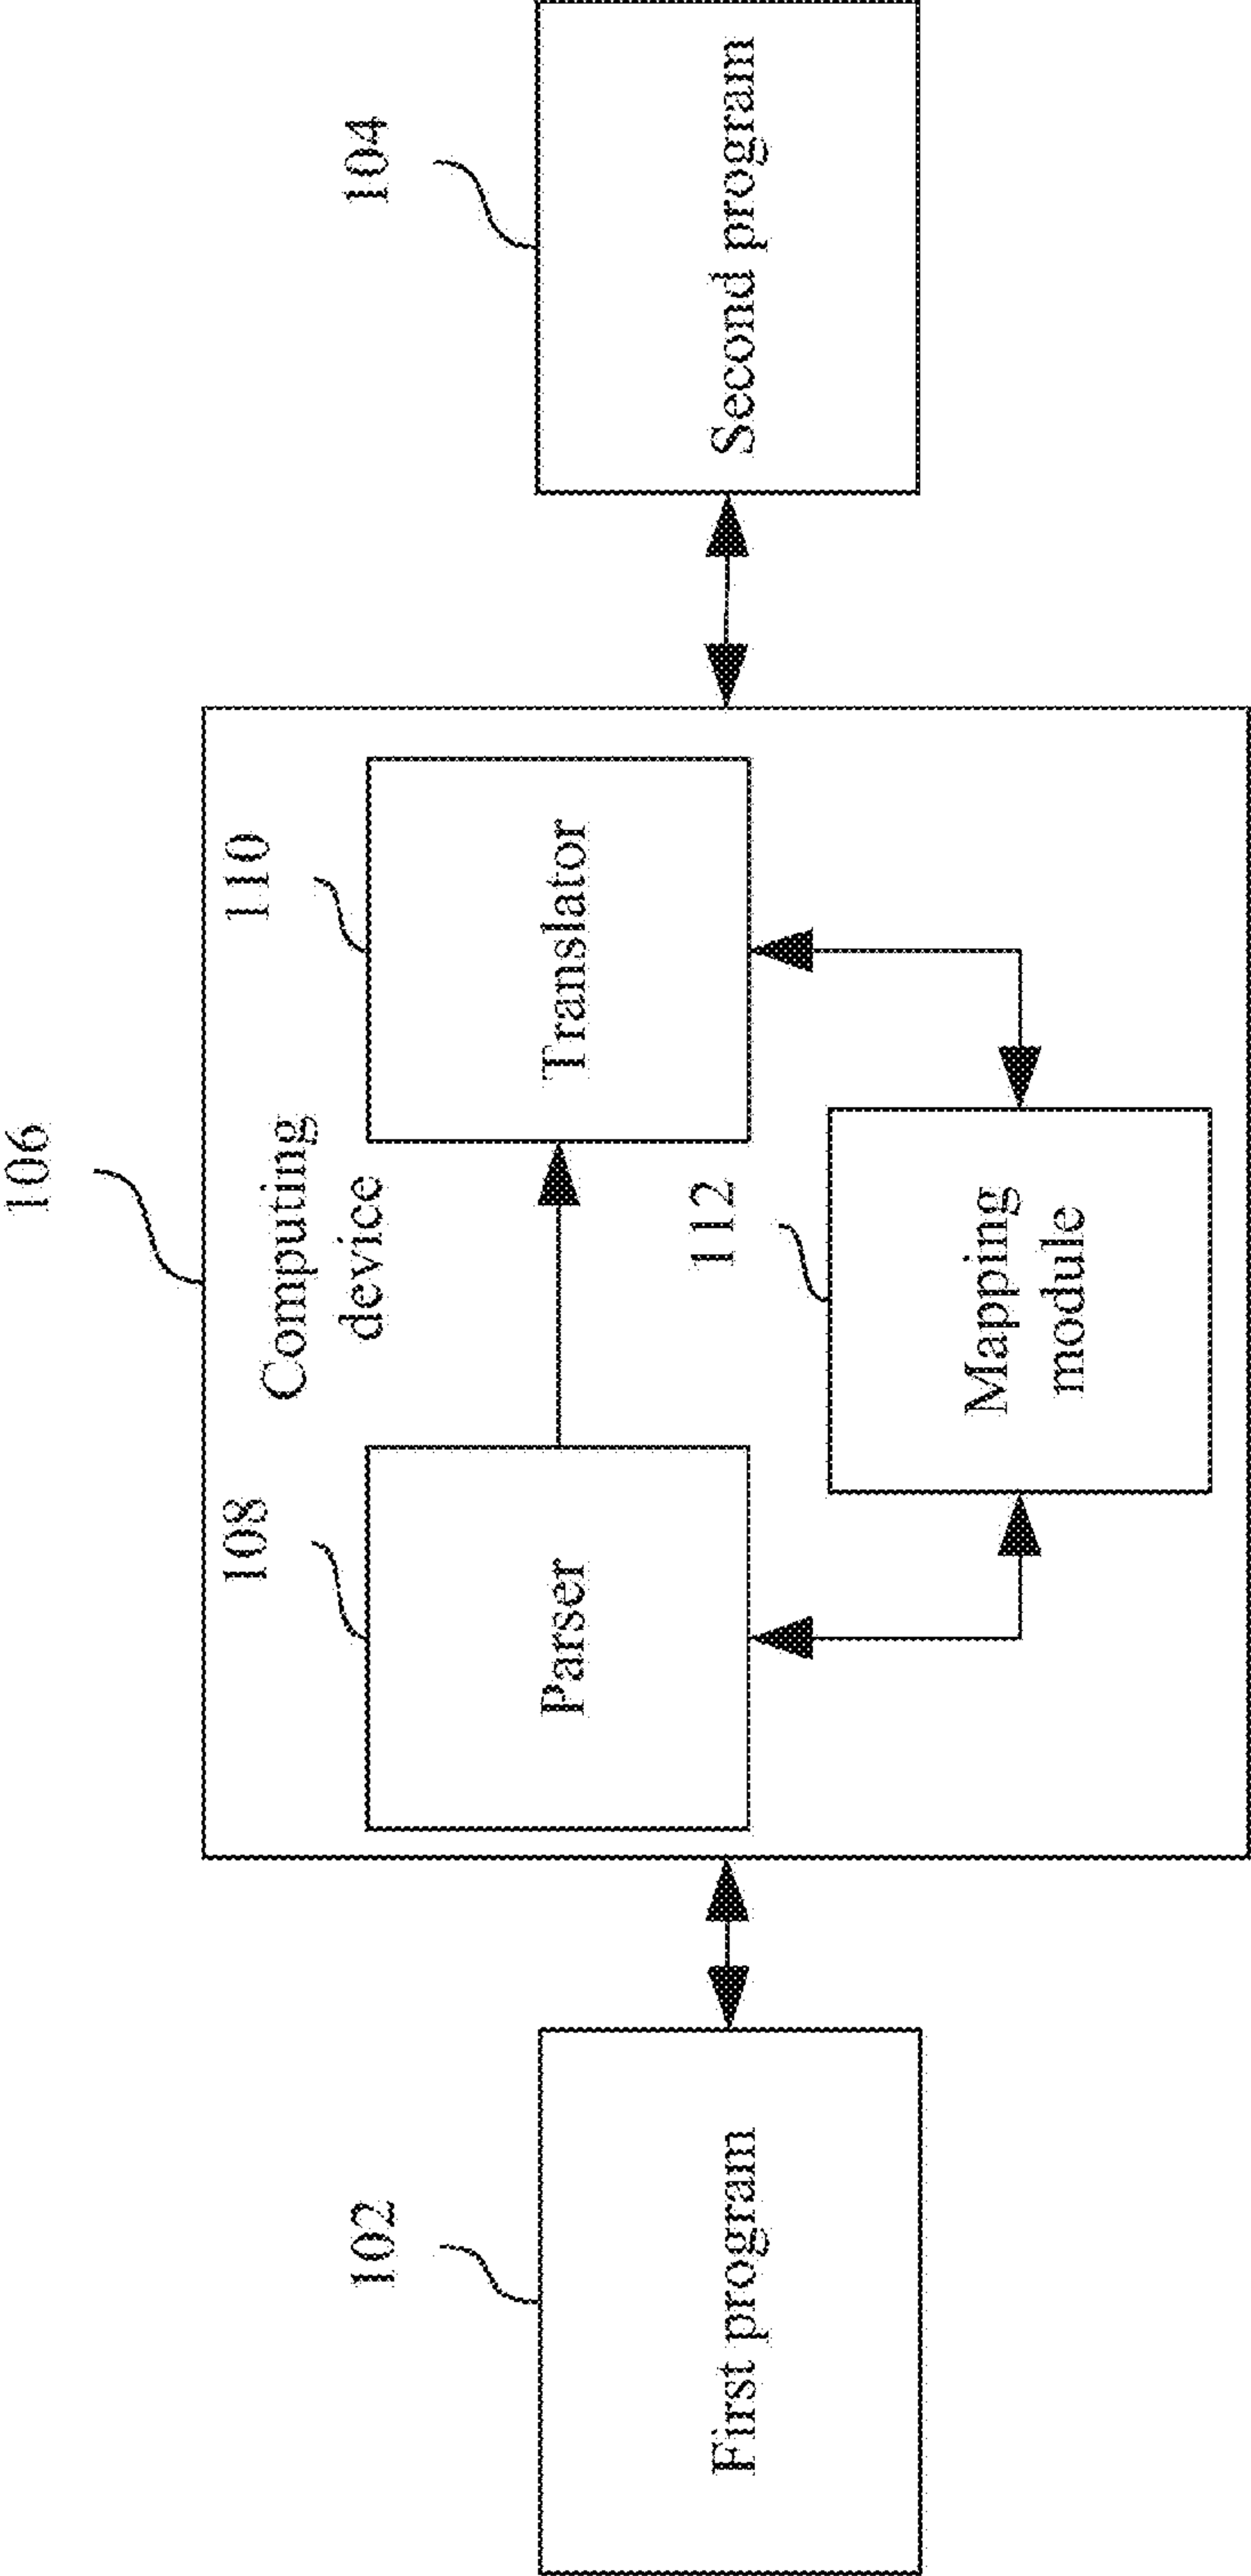 106
Computing
device
108
110
102
104
Parser
Translator
112
First program
Second program
Mapping
module